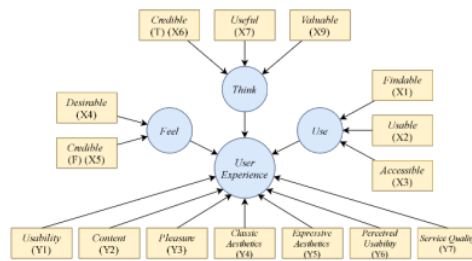 Credible
(T) (X6)
Useful
(X7)
Valuable
(X9)
Think
Desirable
(X4)
Credible
(F) (X5)
Feel
Use
Findable
(X1)
Usable
(X2)
Accessible
(X3)
User
Experience
Usability
(Y1)
Content
(Y2)
Pleasure
(Y3)
Classic
Aesthetics
(Y4)
Expressive
Aesthetics
(Y5)
Perceived
Usability
(Y6)
Service Quality
(Y7)